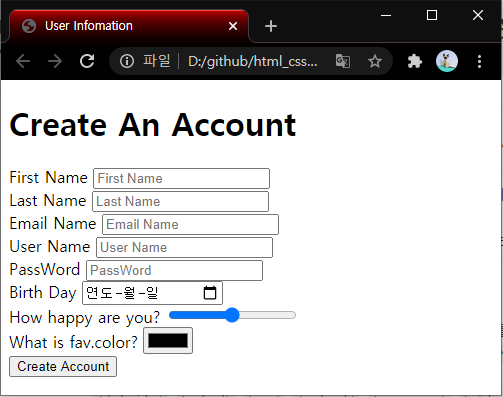 User Infomation
파일 D:/github/html_css...
Create An Account
First Name First Name
Last Name Last Name
Email Name Email Name
User Name User Name
PassWord PassWord
Birth Day 연도-월-일
How happy are you?
What is fav.color?
Create Account